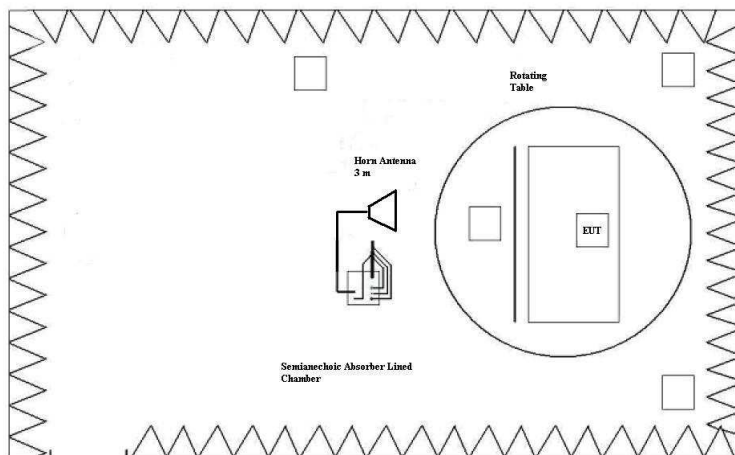 Rotating
Table
Horn Antenna
3 m
EUT
Semianechoic Absorber Lined
Chamber